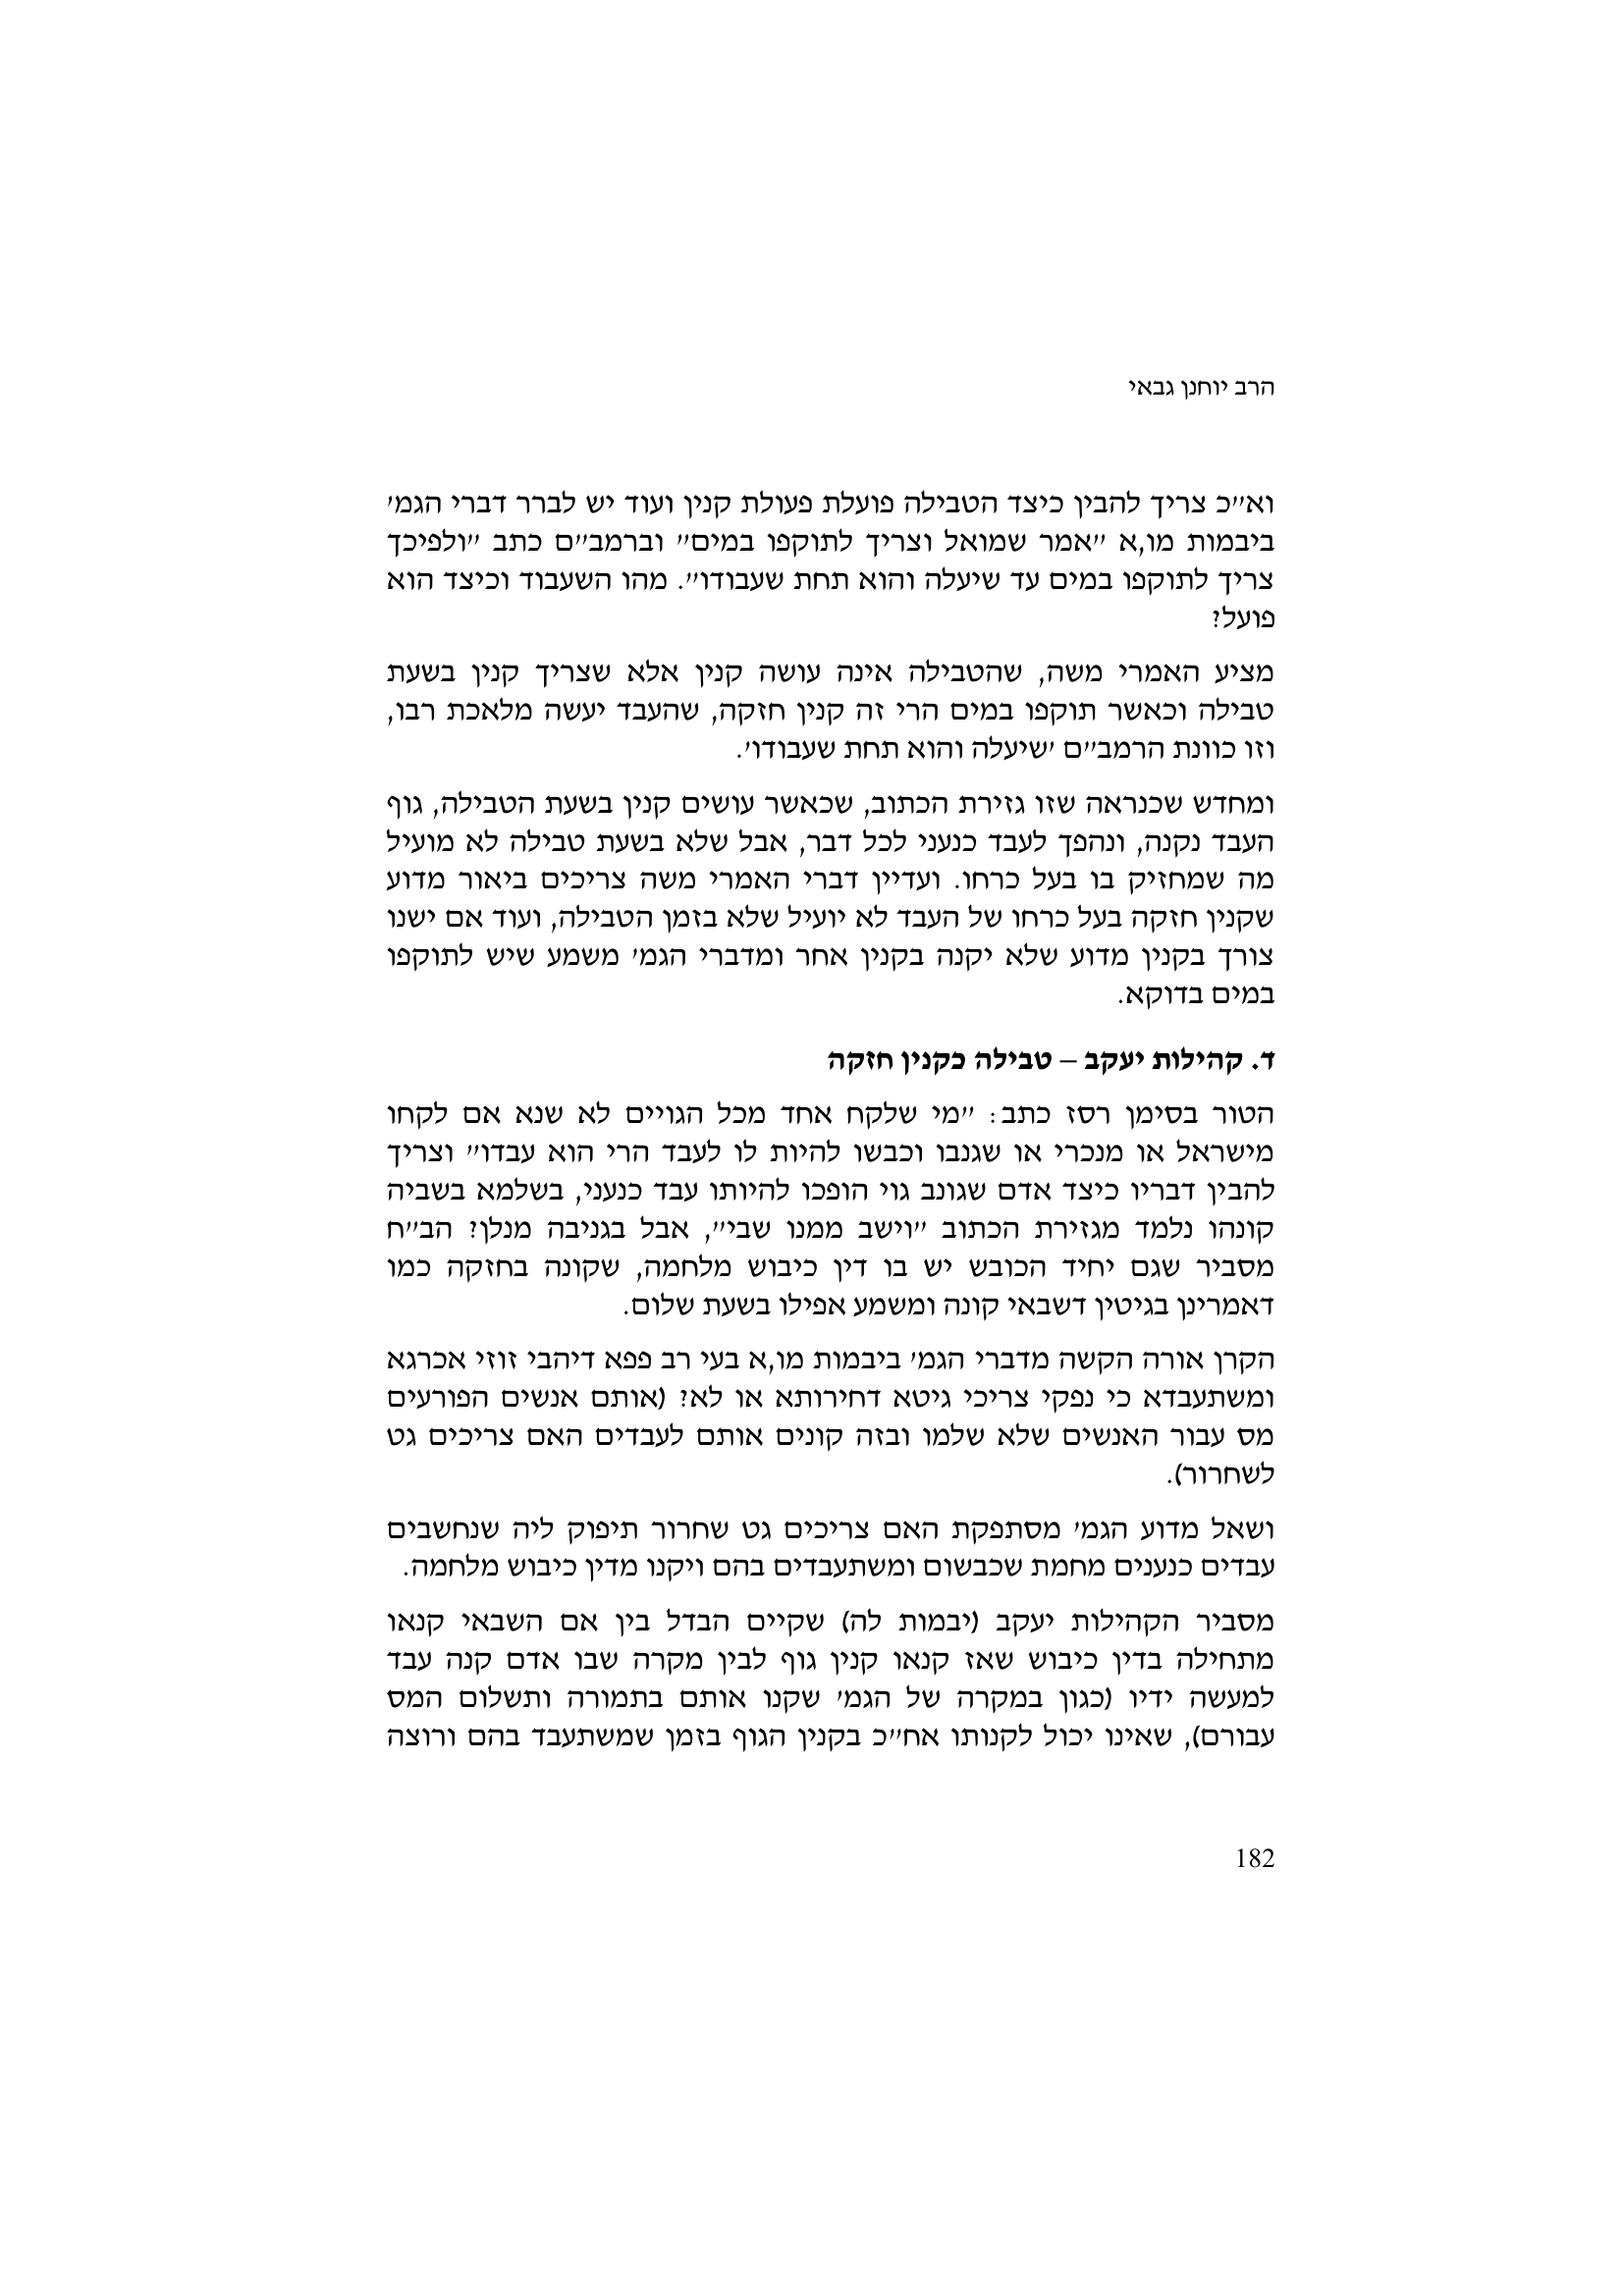 הרב יוחנן גבאי
וא"כ צריך להבין כיצד הטבילה פועלת פעולת קנין ועוד יש לברר דברי הגמ'
ביבמות מו,א "אמר שמואל וצריך לתוקפו במים" וברמב"ם כתב "ולפיכך
צריך לתוקפו במים עד שיעלה והוא תחת שעבודו". מהו השעבוד וכיצד הוא
פועל?
מציע האמרי משה, שהטבילה אינה עושה קנין אלא שצריך קנין בשעת
טבילה וכאשר תוקפו במים הרי זה קנין חזקה, שהעבד יעשה מלאכת רבו,
וזו כוונת הרמב"ם 'שיעלה והוא תחת שעבודו'.
ומחדש שכנראה שזו גזירת הכתוב, שכאשר עושים קנין בשעת הטבילה, גוף
העבד נקנה, ונהפך לעבד כנעני לכל דבר, אבל שלא בשעת טבילה לא מועיל
מה שמחזיק בו בעל כרחו. ועדיין דברי האמרי משה צריכים ביאור מדוע
שקנין חזקה בעל כרחו של העבד לא יועיל שלא בזמן הטבילה, ועוד אם ישנו
צורך בקנין מדוע שלא יקנה בקנין אחר ומדברי הגמ' משמע שיש לתוקפו
במים בדוקא.
ד. קהילות יעקב – טבילה כקנין חזקה
הטור בסימן רסז כתב: "מי שלקח אחד מכל הגויים לא שנא אם לקחו
מישראל או מנכרי או שגנבו וכבשו להיות לו לעבד הרי הוא עבדו" וצריך
להבין דבריו כיצד אדם שגונב גוי הופכו להיותו עבד כנעני, בשלמא בשביה
קונהו נלמד מגזירת הכתוב "וישב ממנו שבי", אבל בגניבה מנלן? הב"ח
מסביר שגם יחיד הכובש יש בו דין כיבוש מלחמה, שקונה בחזקה כמו
דאמרינן בגיטין דשבאי קונה ומשמע אפילו בשעת שלום.
הקרן אורה הקשה מדברי הגמ' ביבמות מו,א בעי רב פפא דיהבי זוזי אכרגא
ומשתעבדא כי נפקי צריכי גיטא דחירותא או לא? (אותם אנשים הפורעים
מס עבור האנשים שלא שלמו ובזה קונים אותם לעבדים האם צריכים גט
לשחרור).
ושאל מדוע הגמ' מסתפקת האם צריכים גט שחרור תיפוק ליה שנחשבים
עבדים כנענים מחמת שכבשום ומשתעבדים בהם ויקנו מדין כיבוש מלחמה.
מסביר הקהילות יעקב (יבמות לה) שקיים הבדל בין אם השבאי קנאו
מתחילה בדין כיבוש שאז קנאו קנין גוף לבין מקרה שבו אדם קנה עבד
למעשה ידיו (כגון במקרה של הגמ' שקנו אותם בתמורה ותשלום המס
עבורם), שאינו יכול לקנותו אח"כ בקנין הגוף בזמן שמשתעבד בהם ורוצה
182